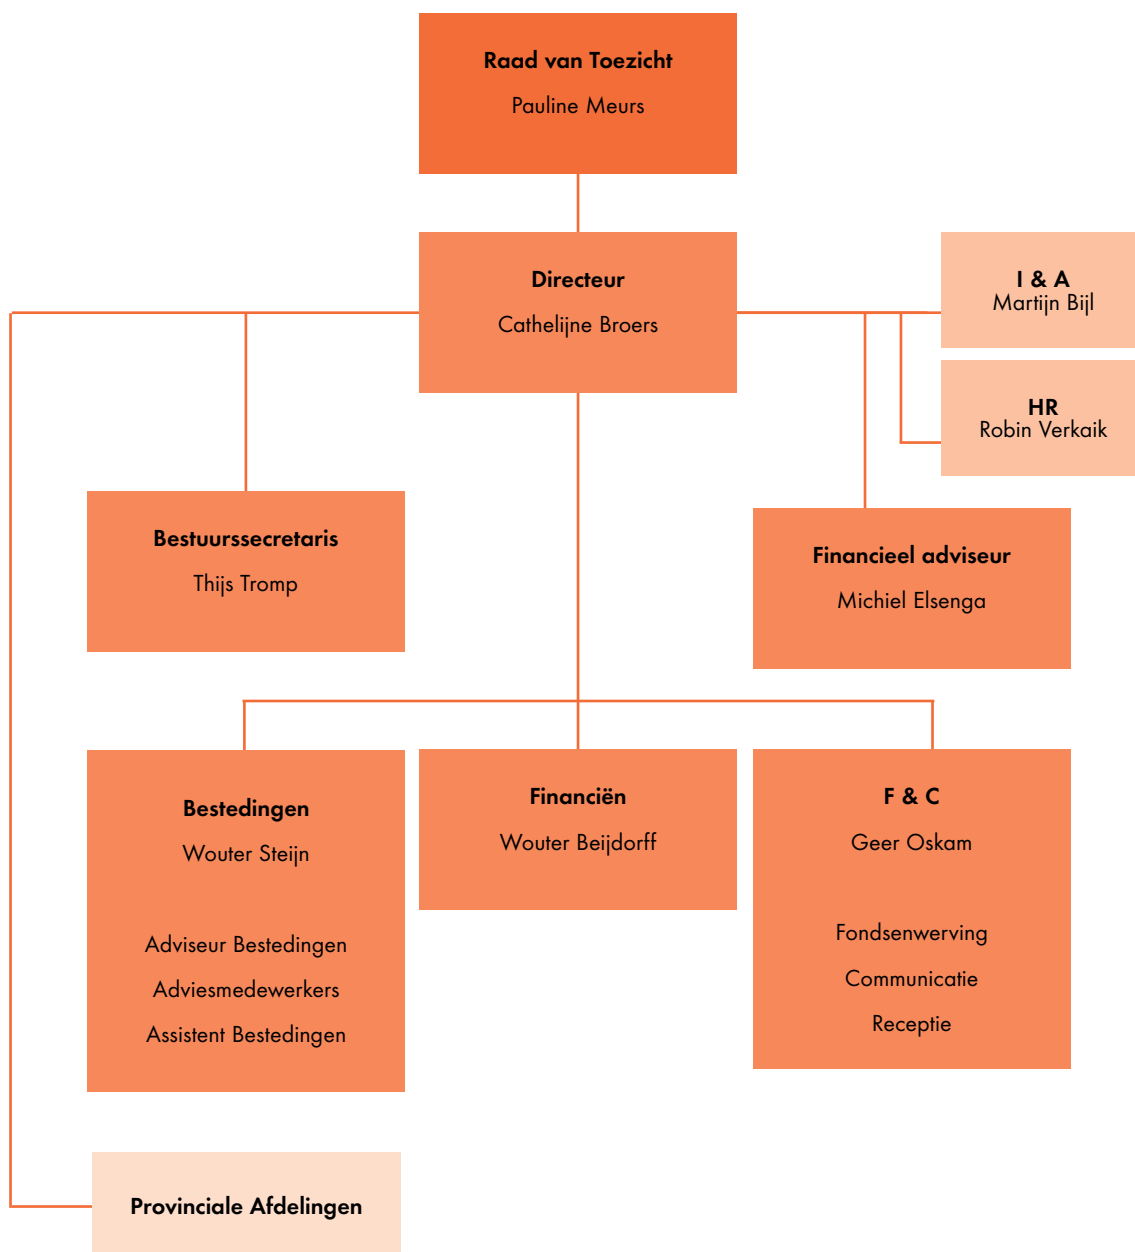 Raad van Toezicht
Pauline Meurs
Directeur
Cathelijne Broers
I & A
Martijn Bijl
HR
Robin Verkaik
Bestuurssecretaris
Thijs Tromp
Financieel adviseur
Michiel Elsenga
Bestedingen
Wouter Steijn
Adviseur Bestedingen
Adviesmedewerkers
Assistent Bestedingen
Financiën
Wouter Beijdorff
F & C
Geer Oskam
Fondsenwerving
Communicatie
Receptie
Provinciale Afdelingen